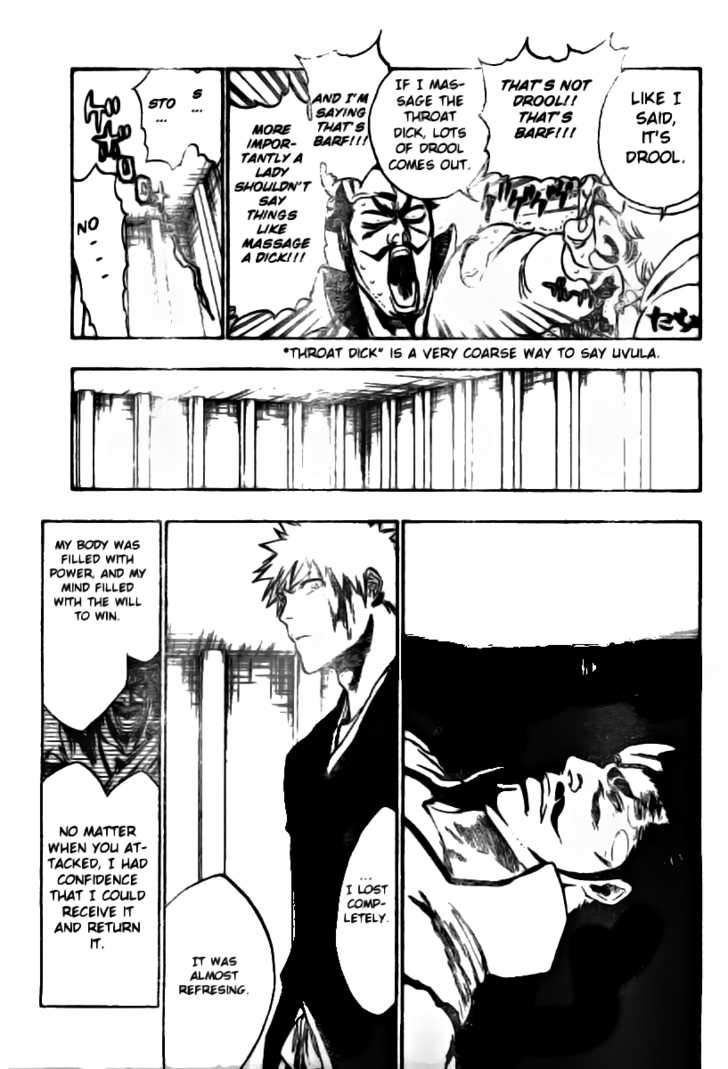 LIKE I
SAID,
IT'S
DROOL.
THAT'S NOT
DROOL!!
THAT'S
BARF!!!
IF I MAS-
SAGE THE
THROAT
DICK, LOTS
OF DROOL
COMES OUT.
AND I'M
SAYING
THAT'S
BARF!!!
MORE
IMPOR-
TANTLY A
LADY
SHOULDN'T
SAY
THINGS
LIKE
MASSAGE
A DICK!!!
S
...
STO
...
NO
*THROAT DICK" IS A VERY COARSE WAY TO SAY UVULA.
...
I LOST
COMP-
LETELY.
IT WAS
ALMOST
REFRESING.
MY BODY WAS
FILLED WITH
POWER, AND MY
MIND FILLED
WITH THE WILL
TO WIN.
NO MATTER
WHEN YOU AT-
TACKED, I HAD
CONFIDENCE
THAT I COULD
RECEIVE IT
AND RETURN
IT.